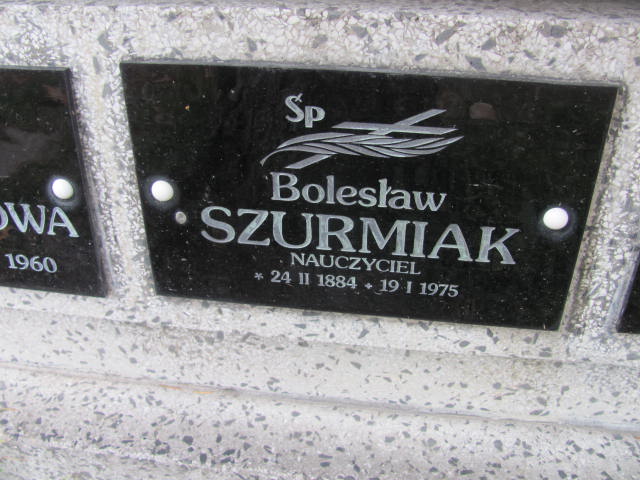 Śp
Bolesław
SZURMIAK
NAUCZYCIEL
* 24 II 1884 + 19 I 1975
OWA
1960